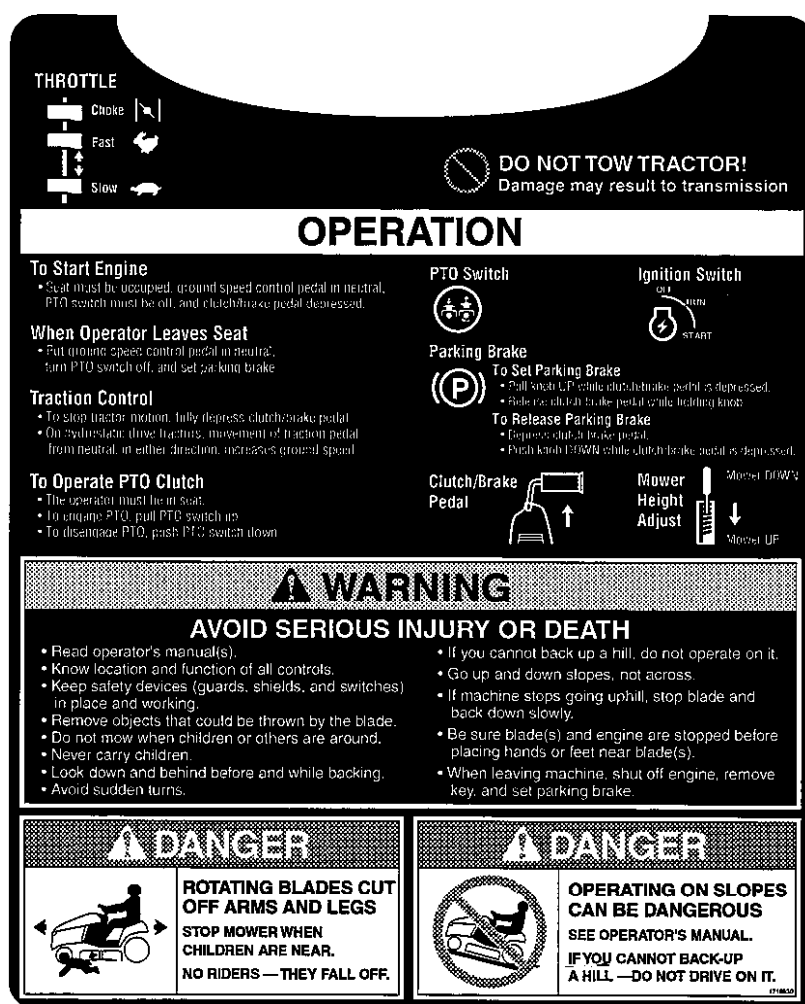 THROTTLE
Choke
Fast
Slow
DO NOT TOW TRACTOR!
Damage may result to transmission
OPERATION
To Start Engine
• Seat must be occupied, ground speed control pedal in neutral,
PTO switch must be off, and clutch/brake pedal depressed.
When Operator Leaves Seat
• Put ground speed control pedal in neutral,
turn PTO switch off, and set parking brake
Traction Control
• To stop tractor motion, fully depress clutch/brake pedal
• On hydrostatic drive tractors, movement of traction pedal
from neutral, in either direction, increases ground speed
To Operate PTO Clutch
• The operator must be in seat.
• To engage PTO, pull PTO switch up
• To disengage PTO, push PTO switch down
PTO Switch
Ignition Switch
OFF
RUN
START
Parking Brake
(P)
To Set Parking Brake
• Pull knob UP while clutch/brake pedal is depressed.
• Release clutch brake pedal while holding knob
To Release Parking Brake
• Depress clutch brake pedal.
• Push knob DOWN while clutch/brake pedal is depressed.
Clutch/Brake
Pedal
Mower
Height
Adjust
Mower DOWN
Mower UP
WARNING
AVOID SERIOUS INJURY OR DEATH
• Read operator's manual(s).
• Know location and function of all controls.
• Keep safety devices (guards, shields, and switches)
in place and working.
• Remove objects that could be thrown by the blade.
• Do not mow when children or others are around.
• Never carry children.
• Look down and behind before and while backing.
• Avoid sudden turns.
• If you cannot back up a hill, do not operate on it.
• Go up and down slopes, not across.
• If machine stops going uphill, stop blade and
back down slowly.
• Be sure blade(s) and engine are stopped before
placing hands or feet near blade(s).
• When leaving machine, shut off engine, remove
key, and set parking brake.
DANGER
ROTATING BLADES CUT
OFF ARMS AND LEGS
STOP MOWER WHEN
CHILDREN ARE NEAR.
NO RIDERS — THEY FALL OFF.
DANGER
OPERATING ON SLOPES
CAN BE DANGEROUS
SEE OPERATOR'S MANUAL.
IF YOU CANNOT BACK-UP
A HILL —DO NOT DRIVE ON IT.